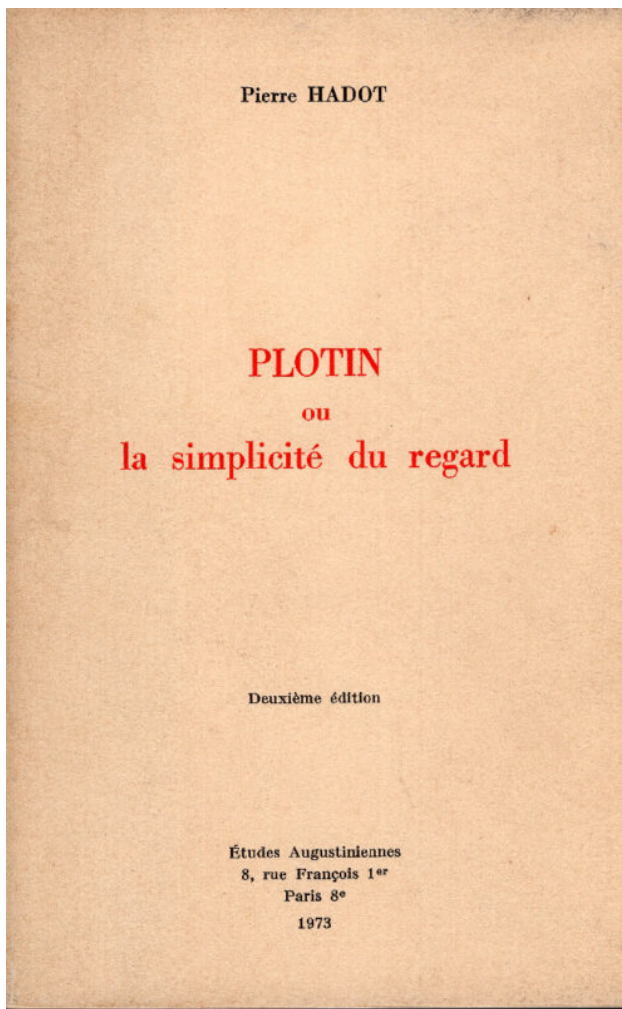 Pierre HADOT
PLOTIN
ou
la simplicité du regard
Deuxième édition
Études Augustiniennes
8, rue François 1er
Paris 8e
1973